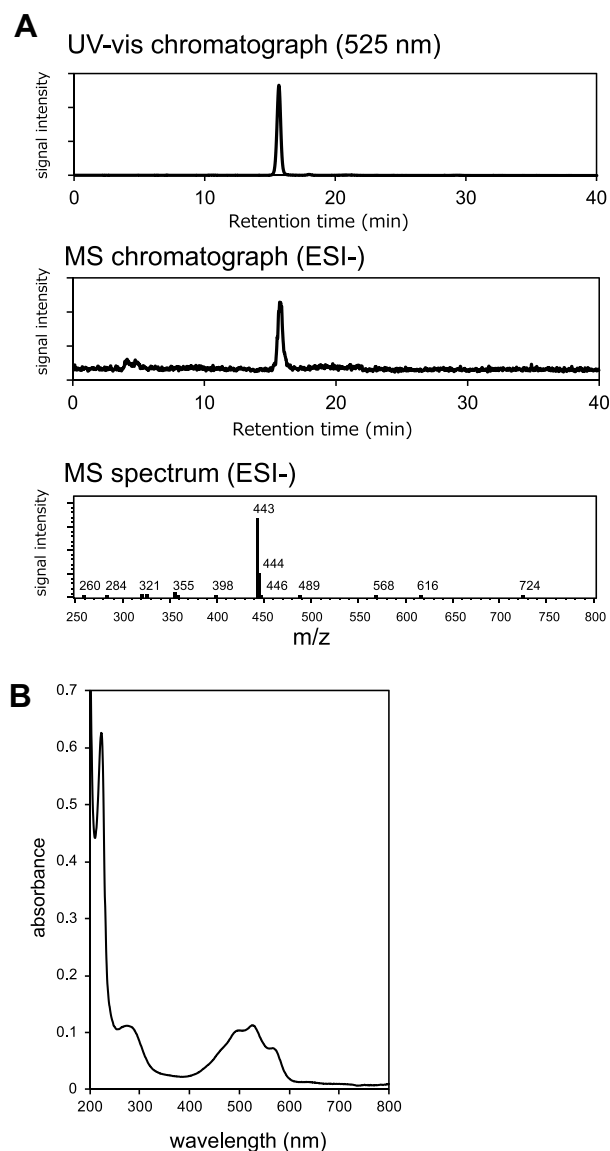 A
UV-vis chromatograph (525 nm)
signal intensity
0 10 20 30 40
Retention time (min)
MS chromatograph (ESI-)
signal intensity
0 10 20 30 40
Retention time (min)
MS spectrum (ESI-)
signal intensity
443
444
260 284 321 355 398 446 489 568 616 724
250 300 350 400 450 500 550 600 650 700 750 800
m/z
B
0.7
0.6
0.5
0.4
0.3
0.2
0.1
0
absorbance
200 300 400 500 600 700 800
wavelength (nm)